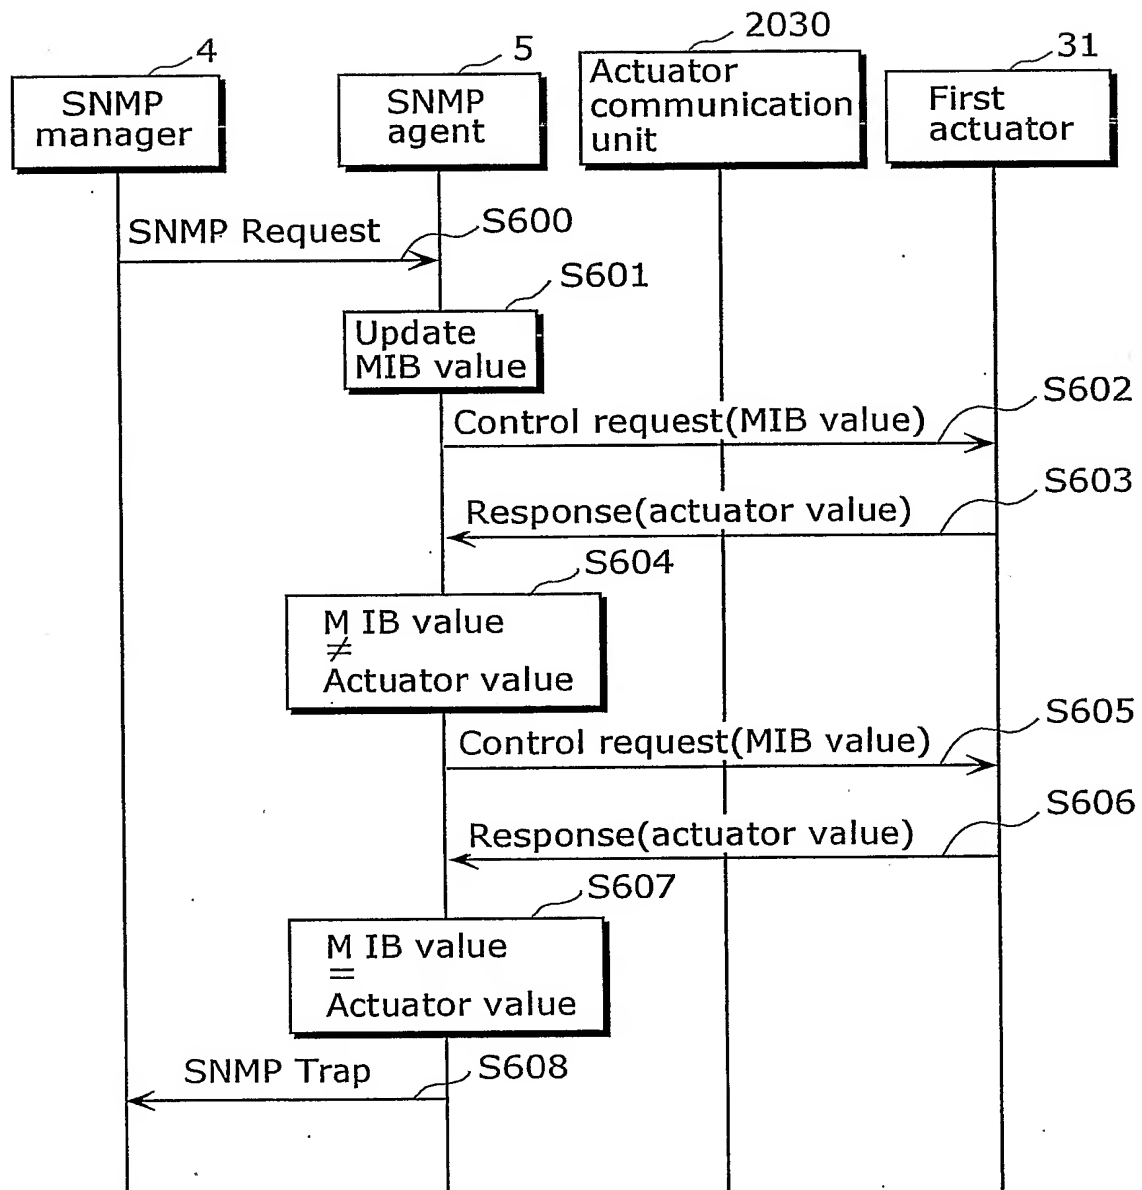 4
5
2030
31
SNMP
manager
SNMP
agent
Actuator
communication
unit
First
actuator
SNMP Request
S600
S601
Update
MIB value
S602
Control request(MIB value)
S603
Response(actuator value)
S604
M IB value
≠
Actuator value
S605
Control request(MIB value)
S606
Response(actuator value)
S607
M IB value
=
Actuator value
SNMP Trap
S608